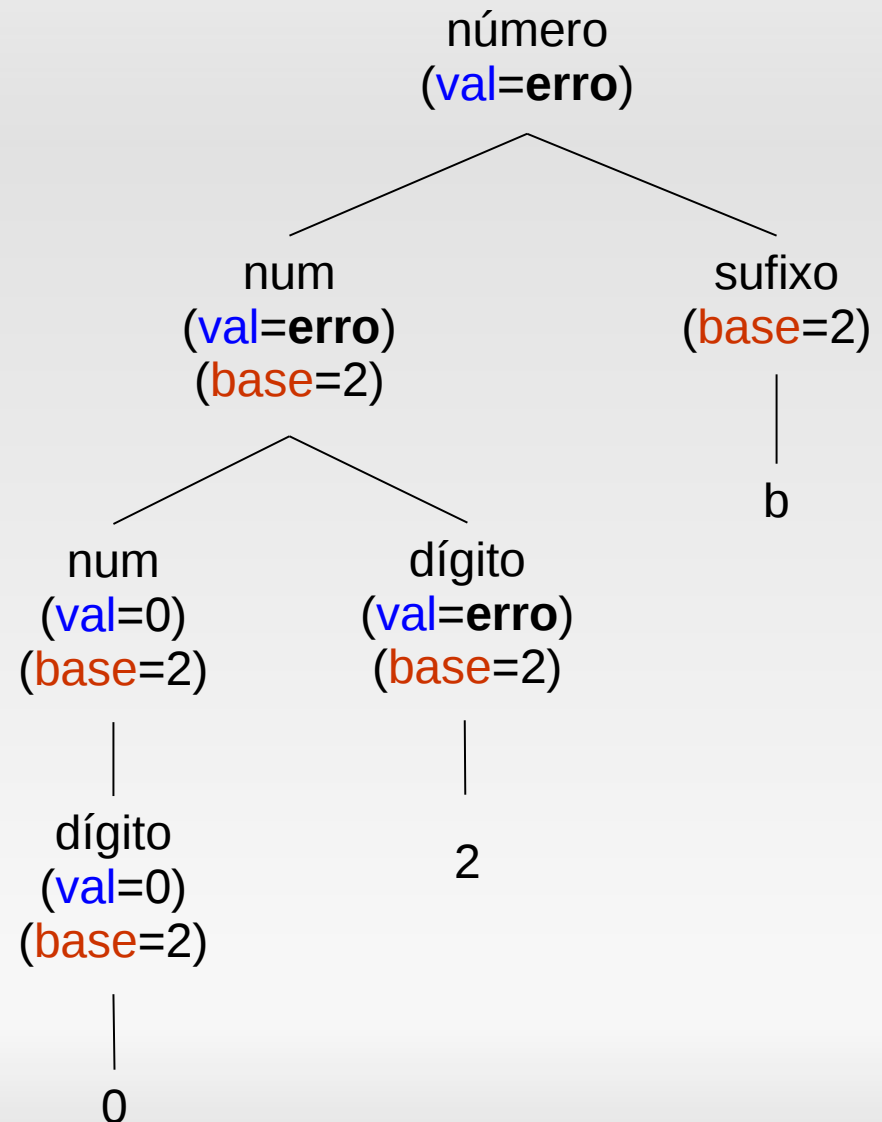 número
(val=erro)
num
(val=erro)
(base=2)
sufixo
(base=2)
b
num
(val=0)
(base=2)
dígito
(val=erro)
(base=2)
2
dígito
(val=0)
(base=2)
0